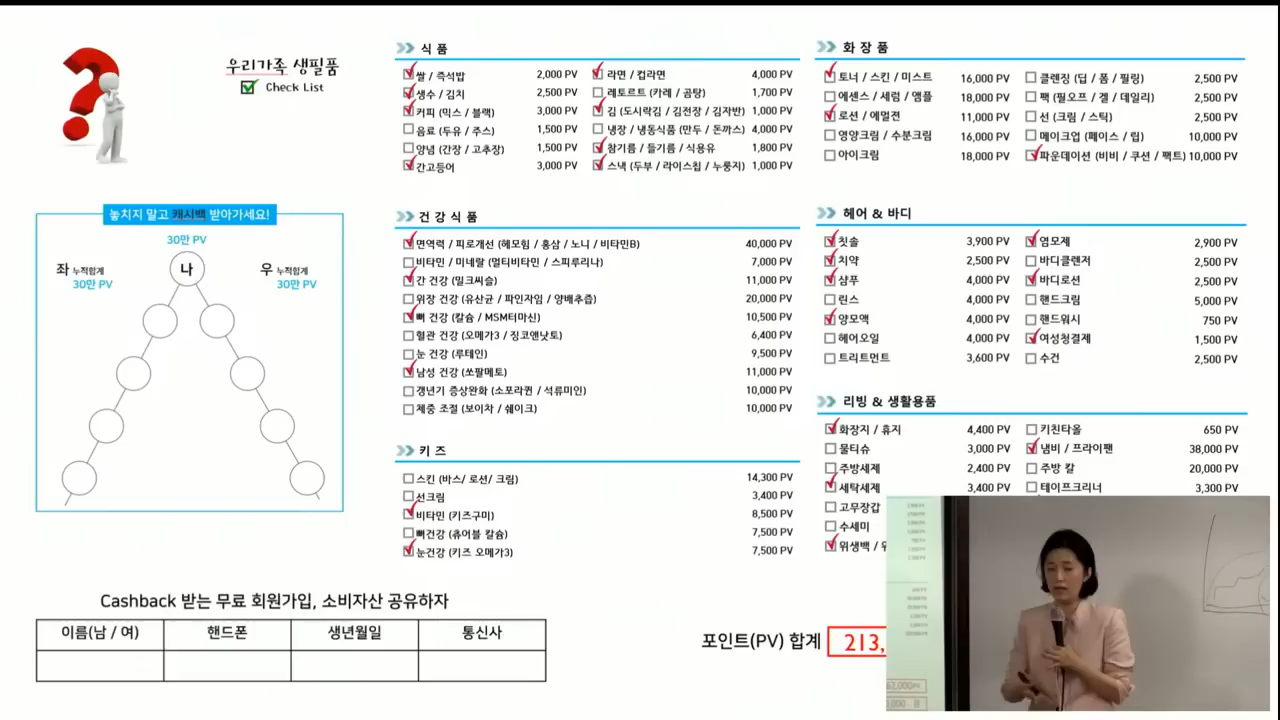 우리가족 생필품
Check List
놓치지 말고 캐시백 받아가세요!
30만 PV
좌 누적합계
30만 PV
나
우 누적합계
30만 PV
식 품
쌀 / 즉석밥 2,000 PV
생수 / 김치 2,500 PV
커피 (믹스 / 블랙) 3,000 PV
음료 (두유 / 주스) 1,500 PV
양념 (간장 / 고추장) 1,500 PV
간고등어 3,000 PV
라면 / 컵라면 4,000 PV
레토르트 (카레 / 곰탕) 1,700 PV
김 (도시락김 / 김전장 / 김자반) 1,000 PV
냉장 / 냉동식품 (만두 / 돈까스) 4,000 PV
참기름 / 들기름 / 식용유 1,800 PV
스낵 (두부 / 라이스칩 / 누룽지) 1,000 PV
건 강 식 품
면역력 / 피로개선 (헤모힘 / 홍삼 / 노니 / 비타민B) 40,000 PV
비타민 / 미네랄 (멀티비타민 / 스피루리나) 7,000 PV
간 건강 (밀크씨슬) 11,000 PV
위장 건강 (유산균 / 파인자임 / 양배추즙) 20,000 PV
뼈 건강 (칼슘 / MSM터마신) 10,500 PV
혈관 건강 (오메가3 / 징코앤낫토) 6,400 PV
눈 건강 (루테인) 9,500 PV
남성 건강 (쏘팔메토) 11,000 PV
갱년기 증상완화 (소포라퀸 / 석류미인) 10,000 PV
체중 조절 (보이차 / 쉐이크) 10,000 PV
키 즈
스킨 (바스/ 로션/ 크림) 14,300 PV
선크림 3,400 PV
비타민 (키즈구미) 8,500 PV
뼈건강 (츄어블 칼슘) 7,500 PV
눈건강 (키즈 오메가3) 7,500 PV
화 장 품
토너 / 스킨 / 미스트 16,000 PV
에센스 / 세럼 / 앰플 18,000 PV
로션 / 에멀젼 11,000 PV
영양크림 / 수분크림 16,000 PV
아이크림 18,000 PV
클렌징 (딥 / 폼 / 필링) 2,500 PV
팩 (필오프 / 겔 / 데일리) 2,500 PV
선 (크림 / 스틱) 2,500 PV
메이크업 (페이스 / 립) 10,000 PV
파운데이션 (비비 / 쿠션 / 팩트) 10,000 PV
헤어 & 바디
칫솔 3,900 PV
치약 2,500 PV
샴푸 4,000 PV
린스 4,000 PV
양모액 4,000 PV
헤어오일 4,000 PV
트리트먼트 3,600 PV
염모제 2,900 PV
바디클렌저 2,500 PV
바디로션 2,500 PV
핸드크림 5,000 PV
핸드워시 750 PV
여성청결제 1,500 PV
수건 2,500 PV
리빙 & 생활용품
화장지 / 휴지 4,400 PV
물티슈 3,000 PV
주방세제 2,400 PV
세탁세제 3,400 PV
고무장갑
수세미
위생백 /
키친타올 650 PV
냄비 / 프라이팬 38,000 PV
주방 칼 20,000 PV
테이프크리너 3,300 PV
Cashback 받는 무료 회원가입, 소비자산 공유하자
이름(남 / 여) 핸드폰 생년월일 통신사
포인트(PV) 합계 213,